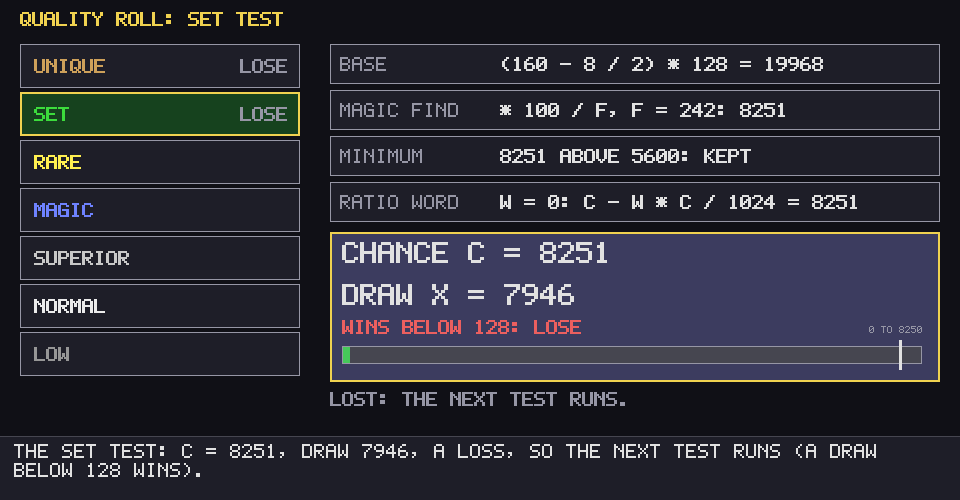 QUALITY ROLL: SET TEST
UNIQUE LOSE
SET LOSE
RARE
MAGIC
SUPERIOR
NORMAL
LOW
BASE (160 - 8 / 2) * 128 = 19968
MAGIC FIND * 100 / F, F = 242: 8251
MINIMUM 8251 ABOVE 5600: KEPT
RATIO WORD W = 0: C - W * C / 1024 = 8251
CHANCE C = 8251
DRAW X = 7946
WINS BELOW 128: LOSE
0 TO 8250
LOST: THE NEXT TEST RUNS.
THE SET TEST: C = 8251, DRAW 7946, A LOSS, SO THE NEXT TEST RUNS (A DRAW
BELOW 128 WINS).